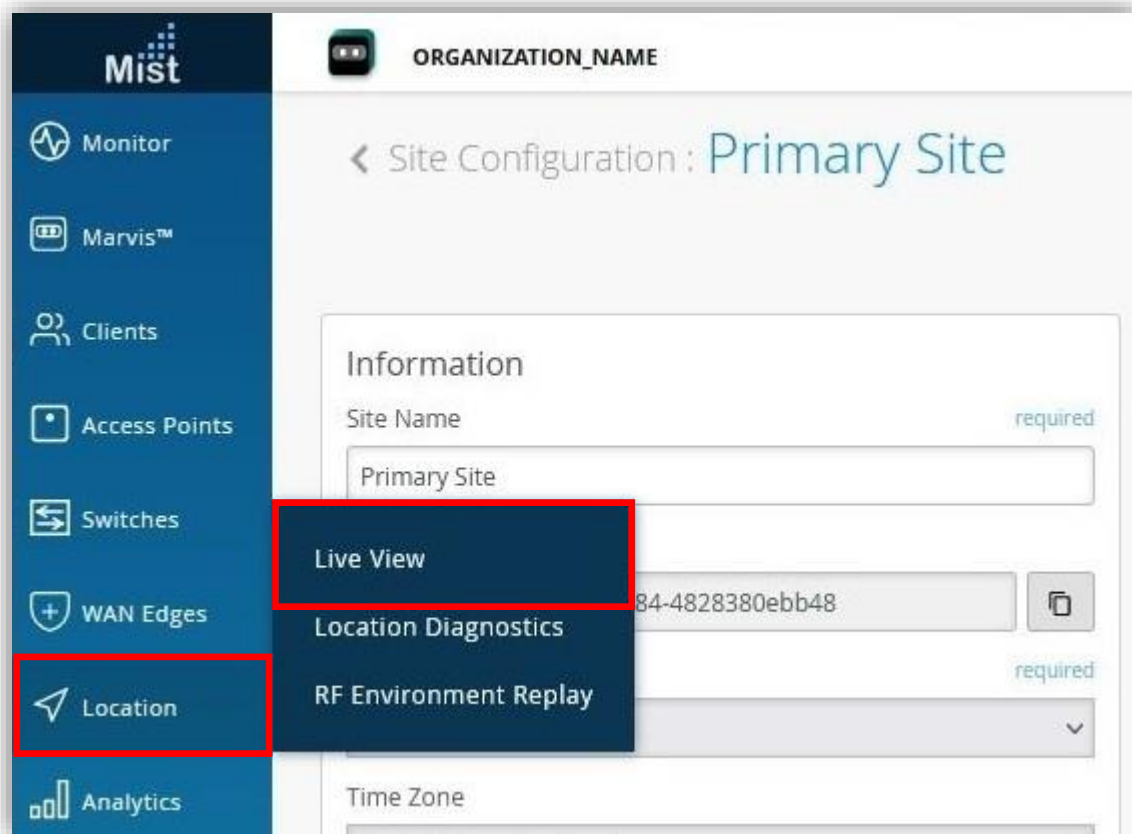 Mist
ORGANIZATION_NAME
Monitor
Marvis™
Clients
Access Points
Switches
WAN Edges
Location
Analytics
Site Configuration : Primary Site
Information
Site Name required
Primary Site
Live View
Location Diagnostics
RF Environment Replay
84-4828380ebb48
required
Time Zone